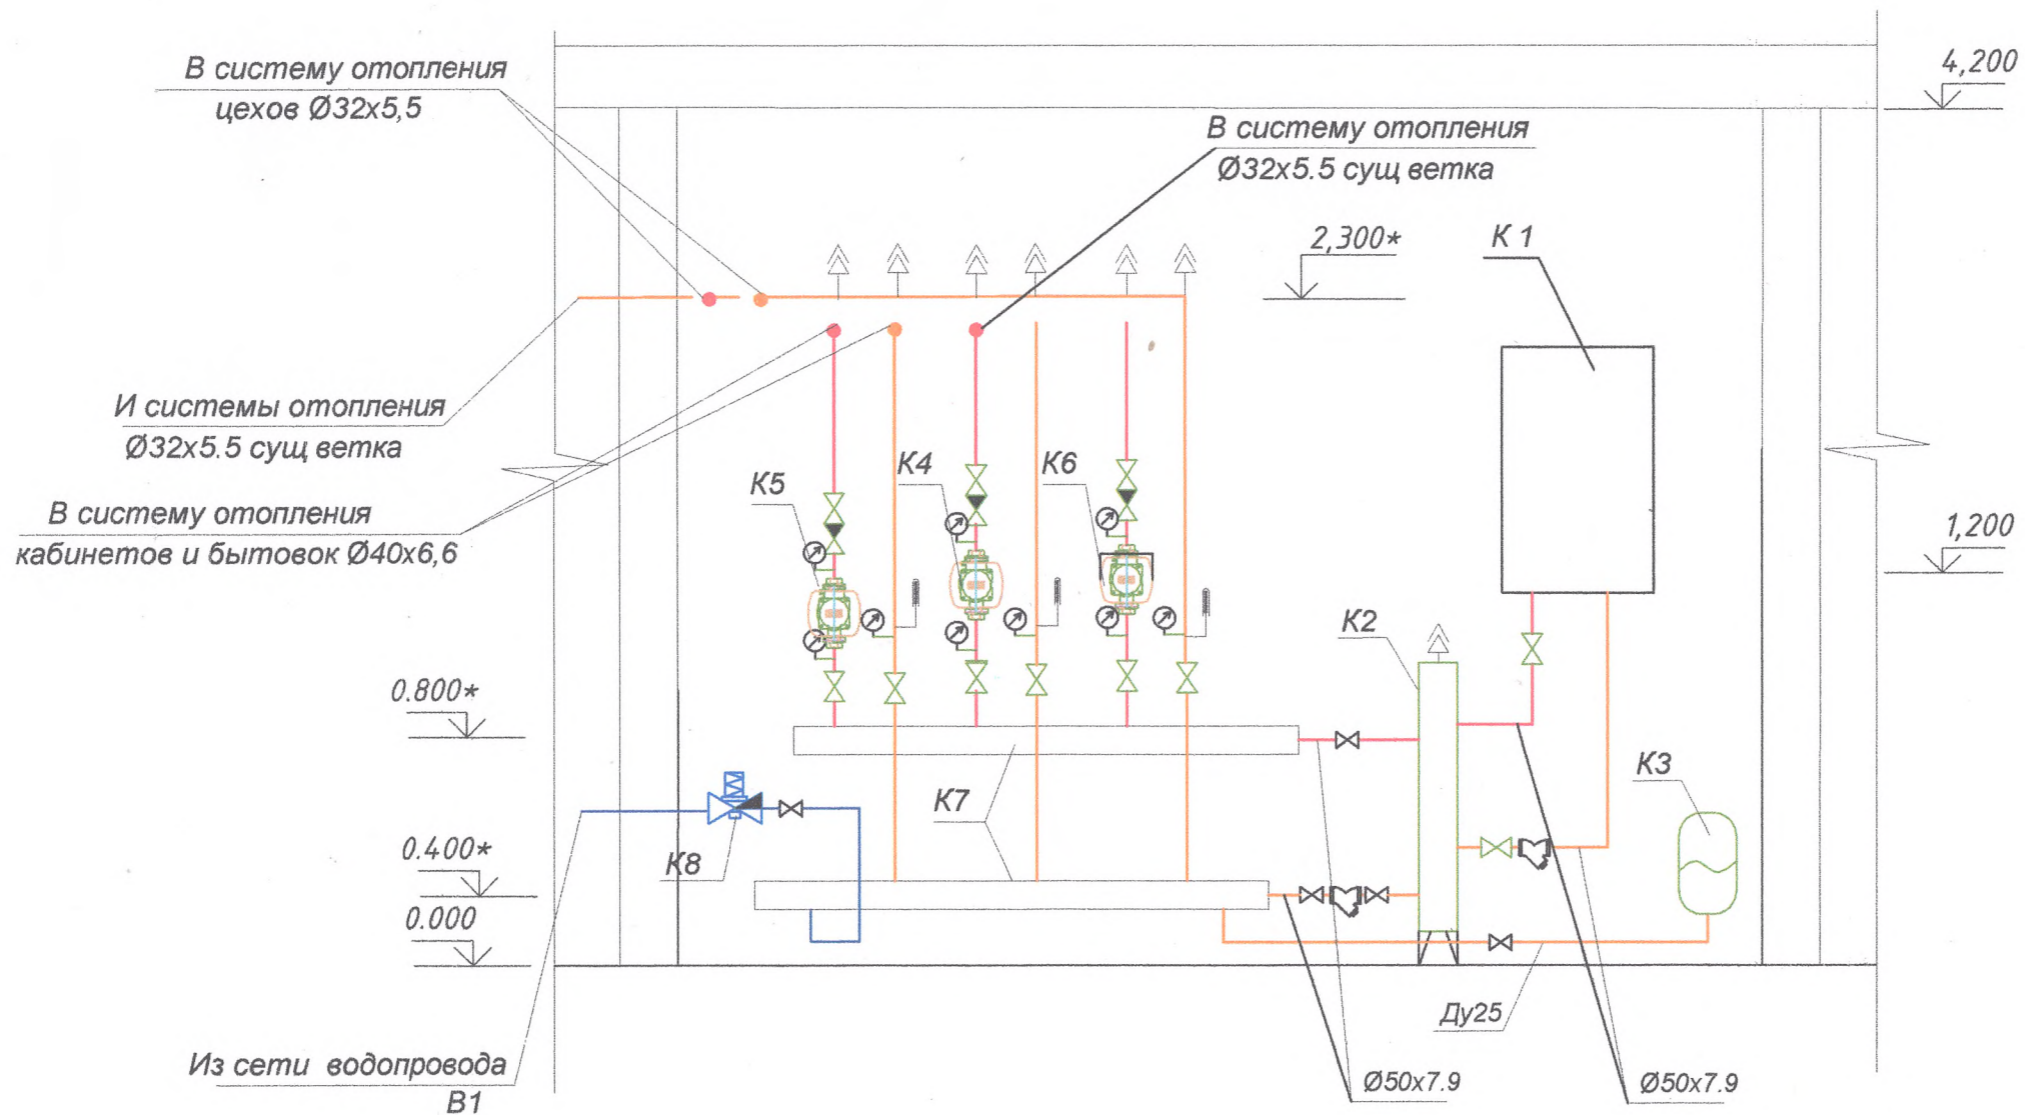 В систему отопления
цехов Ø32х5,5
4,200
В систему отопления
Ø32х5.5 сущ ветка
2,300*
К 1
И системы отопления
Ø32х5.5 сущ ветка
К5
К4
К6
В систему отопления
кабинетов и бытовок Ø40х6,6
1,200
К2
0.800*
К3
К7
0.400*
К8
0.000
Ду25
Из сети водопровода
В1
Ø50х7.9
Ø50х7.9